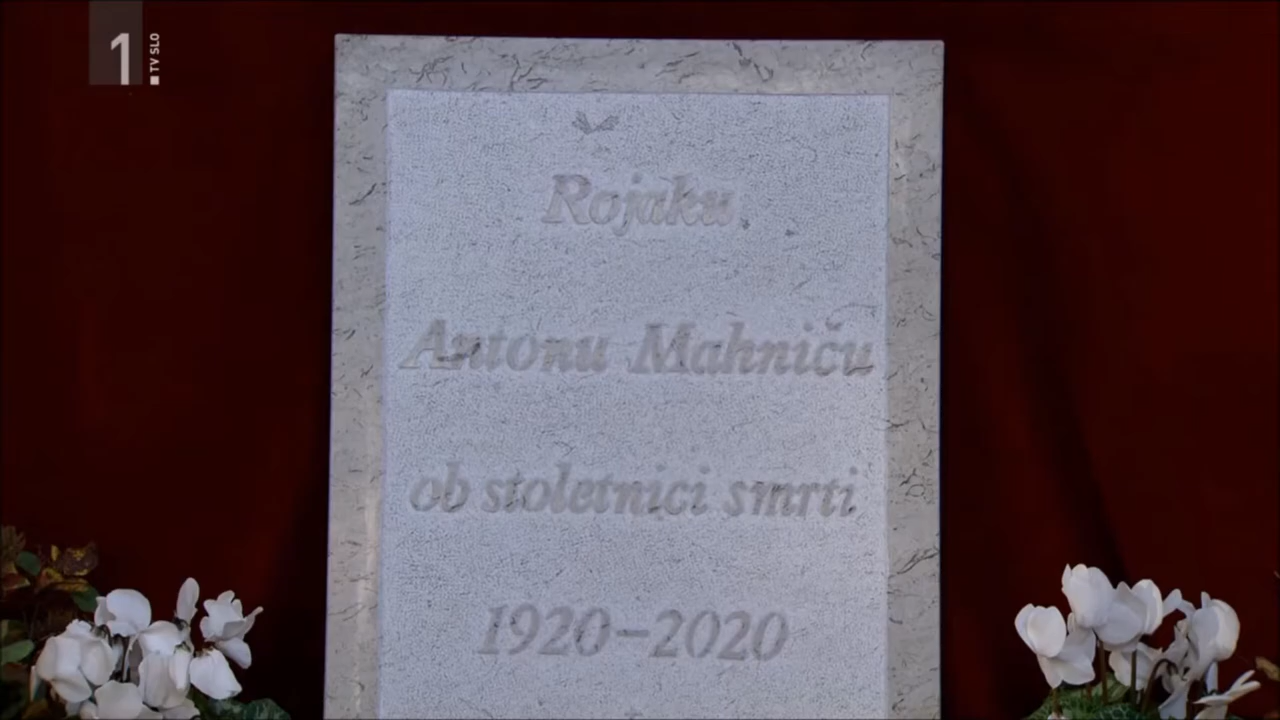 1
TV SLO
Rojaku
Antonu Mahniču
ob stoletnici smrti
1920–2020